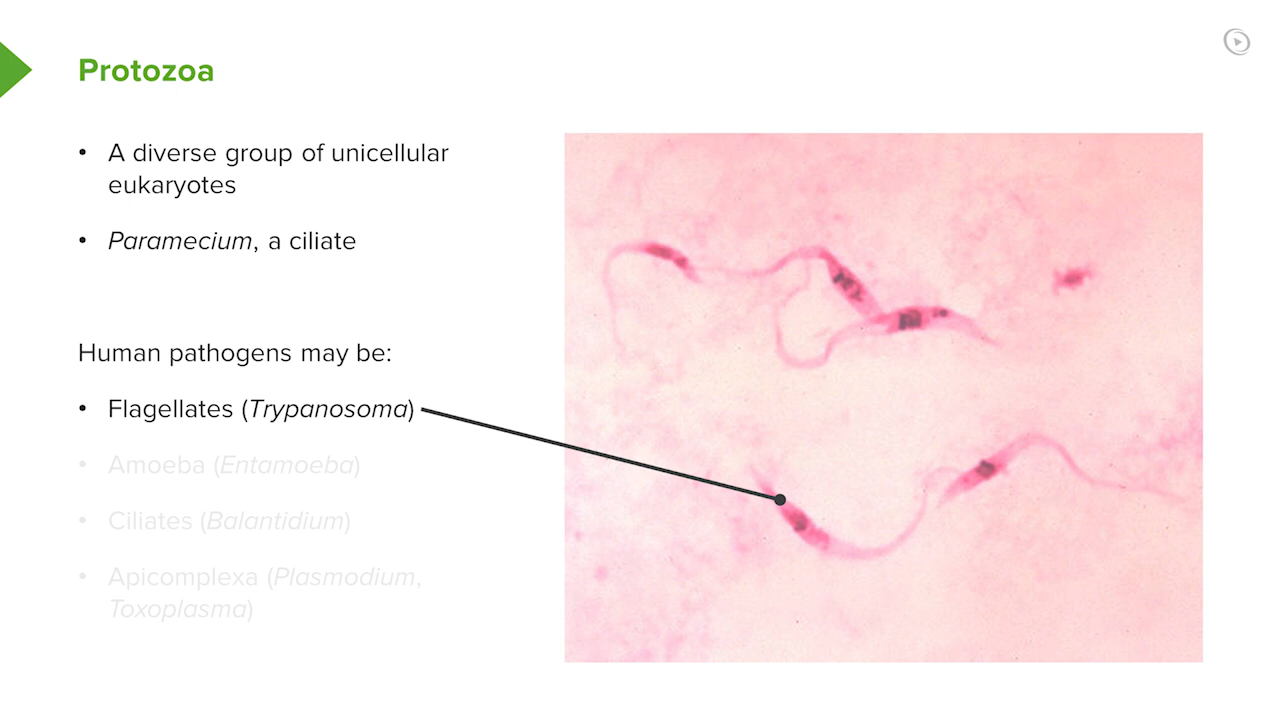 Protozoa
• A diverse group of unicellular
eukaryotes
• Paramecium, a ciliate
Human pathogens may be:
• Flagellates (Trypanosoma)
• Amoeba (Entamoeba)
• Ciliates (Balantidium)
• Apicomplexa (Plasmodium,
Toxoplasma)